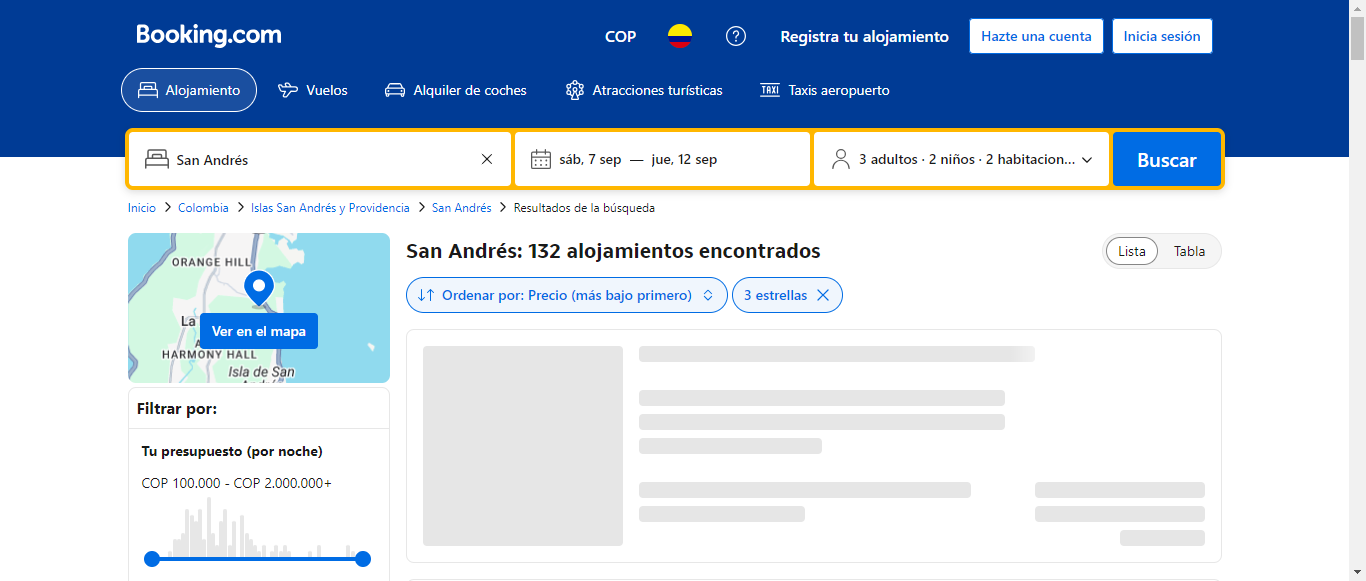 Booking.com
COP
Registra tu alojamiento
Hazte una cuenta
Inicia sesión
Alojamiento
Vuelos
Alquiler de coches
Atracciones turísticas
TAXI Taxis aeropuerto
San Andrés
sáb, 7 sep — jue, 12 sep
3 adultos · 2 niños · 2 habitacion...
Buscar
Inicio > Colombia > Islas San Andrés y Providencia > San Andrés > Resultados de la búsqueda
ORANGE HILL
La
Ver en el mapa
HARMONY HALL
Isla de San
San Andrés: 132 alojamientos encontrados
Lista
Tabla
Ordenar por: Precio (más bajo primero)
3 estrellas
Filtrar por:
Tu presupuesto (por noche)
COP 100.000 - COP 2.000.000+